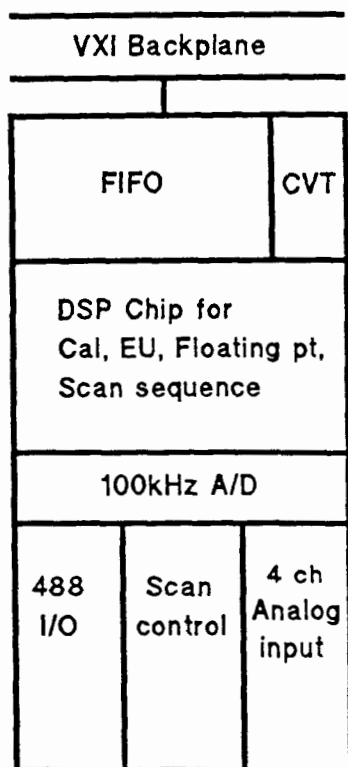 VXI Backplane
FIFO
CVT
DSP Chip for
Cal, EU, Floating pt,
Scan sequence
100kHz A/D
488
I/O
Scan
control
4 ch
Analog
input